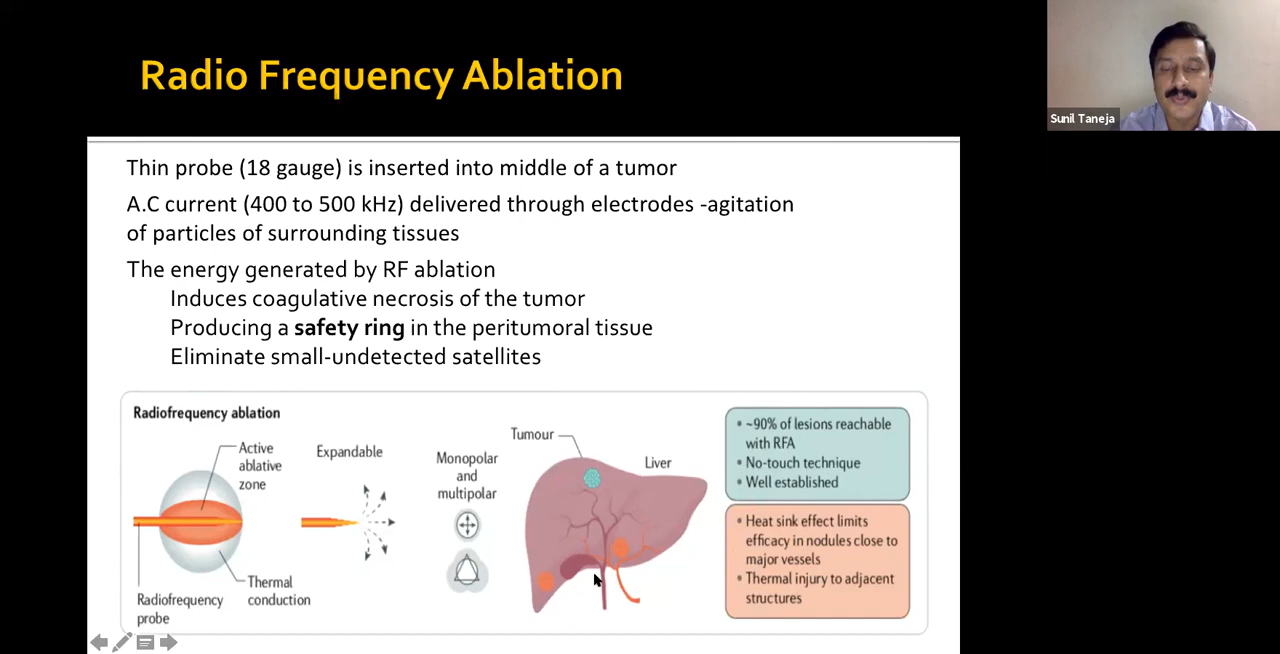 Radio Frequency Ablation
Sunil Taneja
Thin probe (18 gauge) is inserted into middle of a tumor
A.C current (400 to 500 kHz) delivered through electrodes -agitation
of particles of surrounding tissues
The energy generated by RF ablation
Induces coagulative necrosis of the tumor
Producing a safety ring in the peritumoral tissue
Eliminate small-undetected satellites
Radiofrequency ablation
Active
ablative
zone
Thermal
conduction
Radiofrequency
probe
Expandable
Monopolar
and
multipolar
Tumour
Liver
• ~90% of lesions reachable
with RFA
• No-touch technique
• Well established
• Heat sink effect limits
efficacy in nodules close to
major vessels
• Thermal injury to adjacent
structures